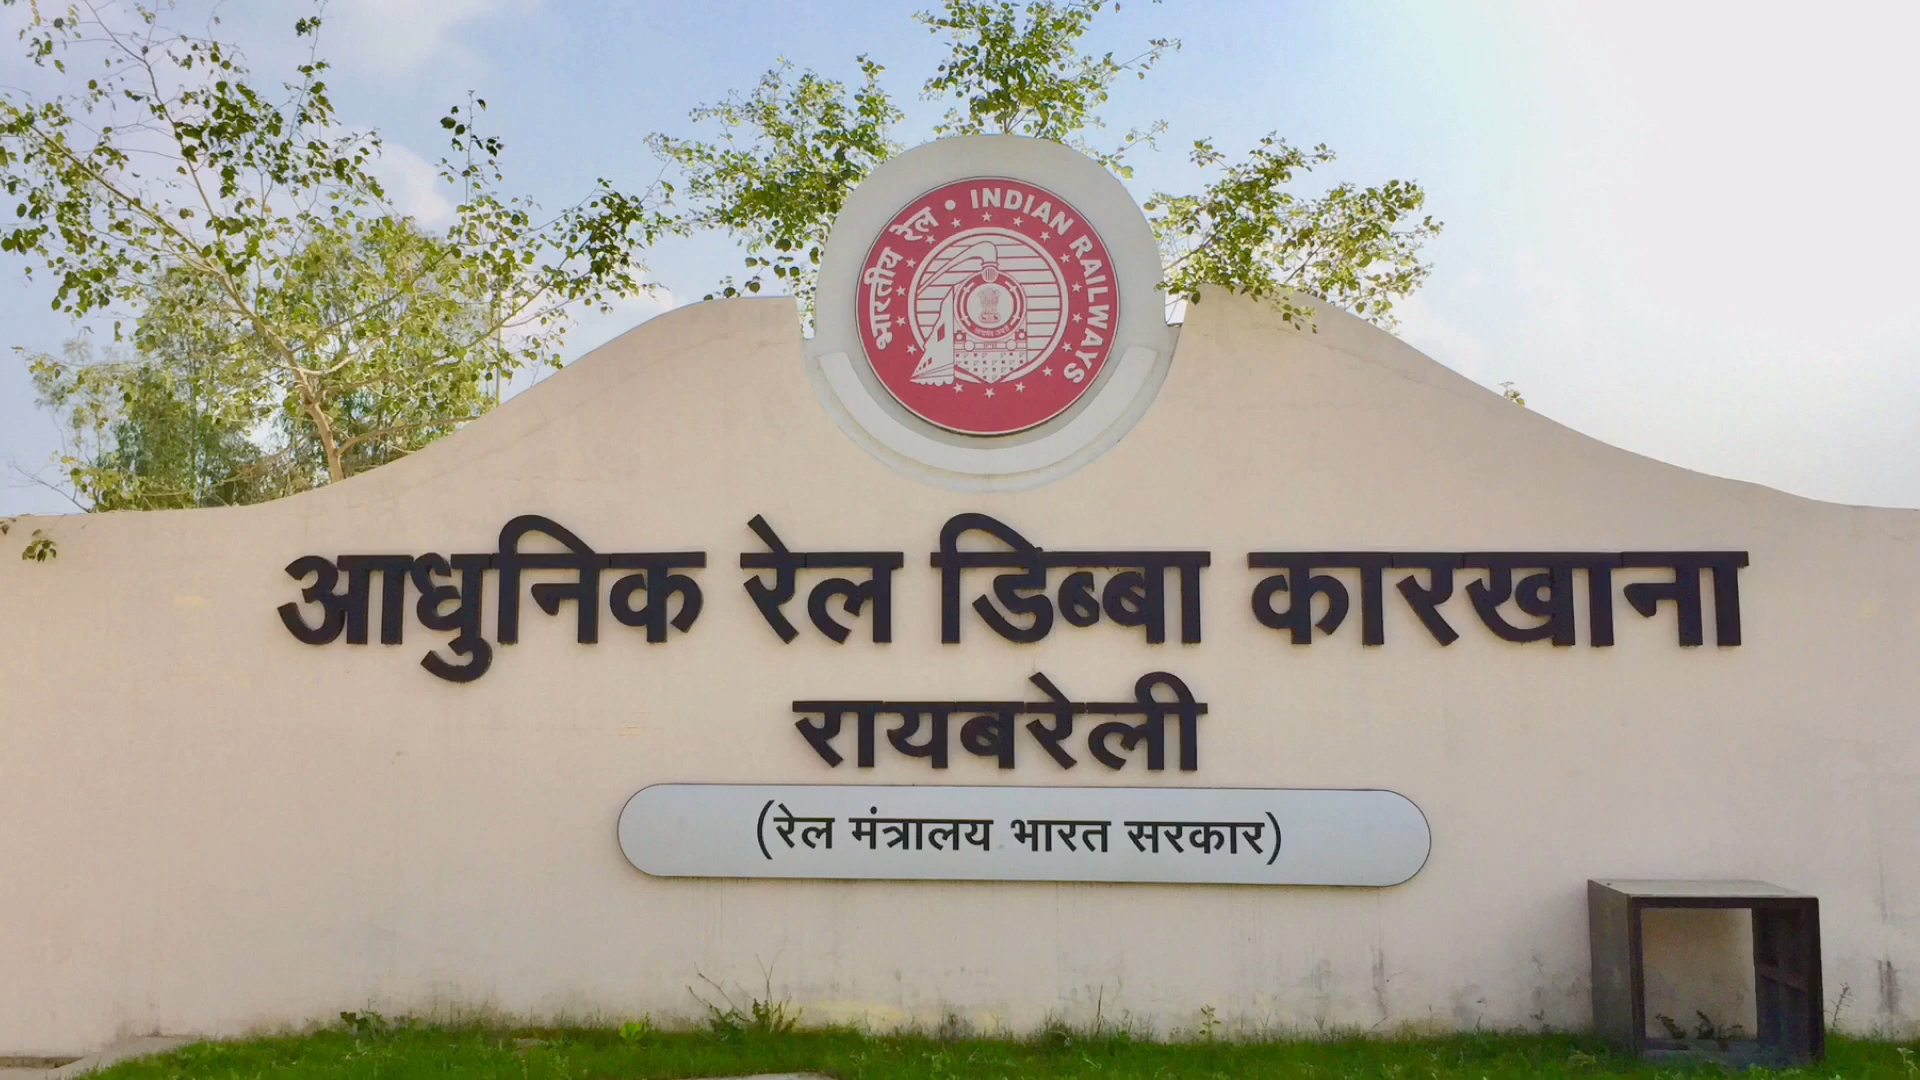 भारतीय रेल • INDIAN RAILWAYS
आधुनिक रेल डिब्बा कारखाना
रायबरेली
(रेल मंत्रालय भारत सरकार)